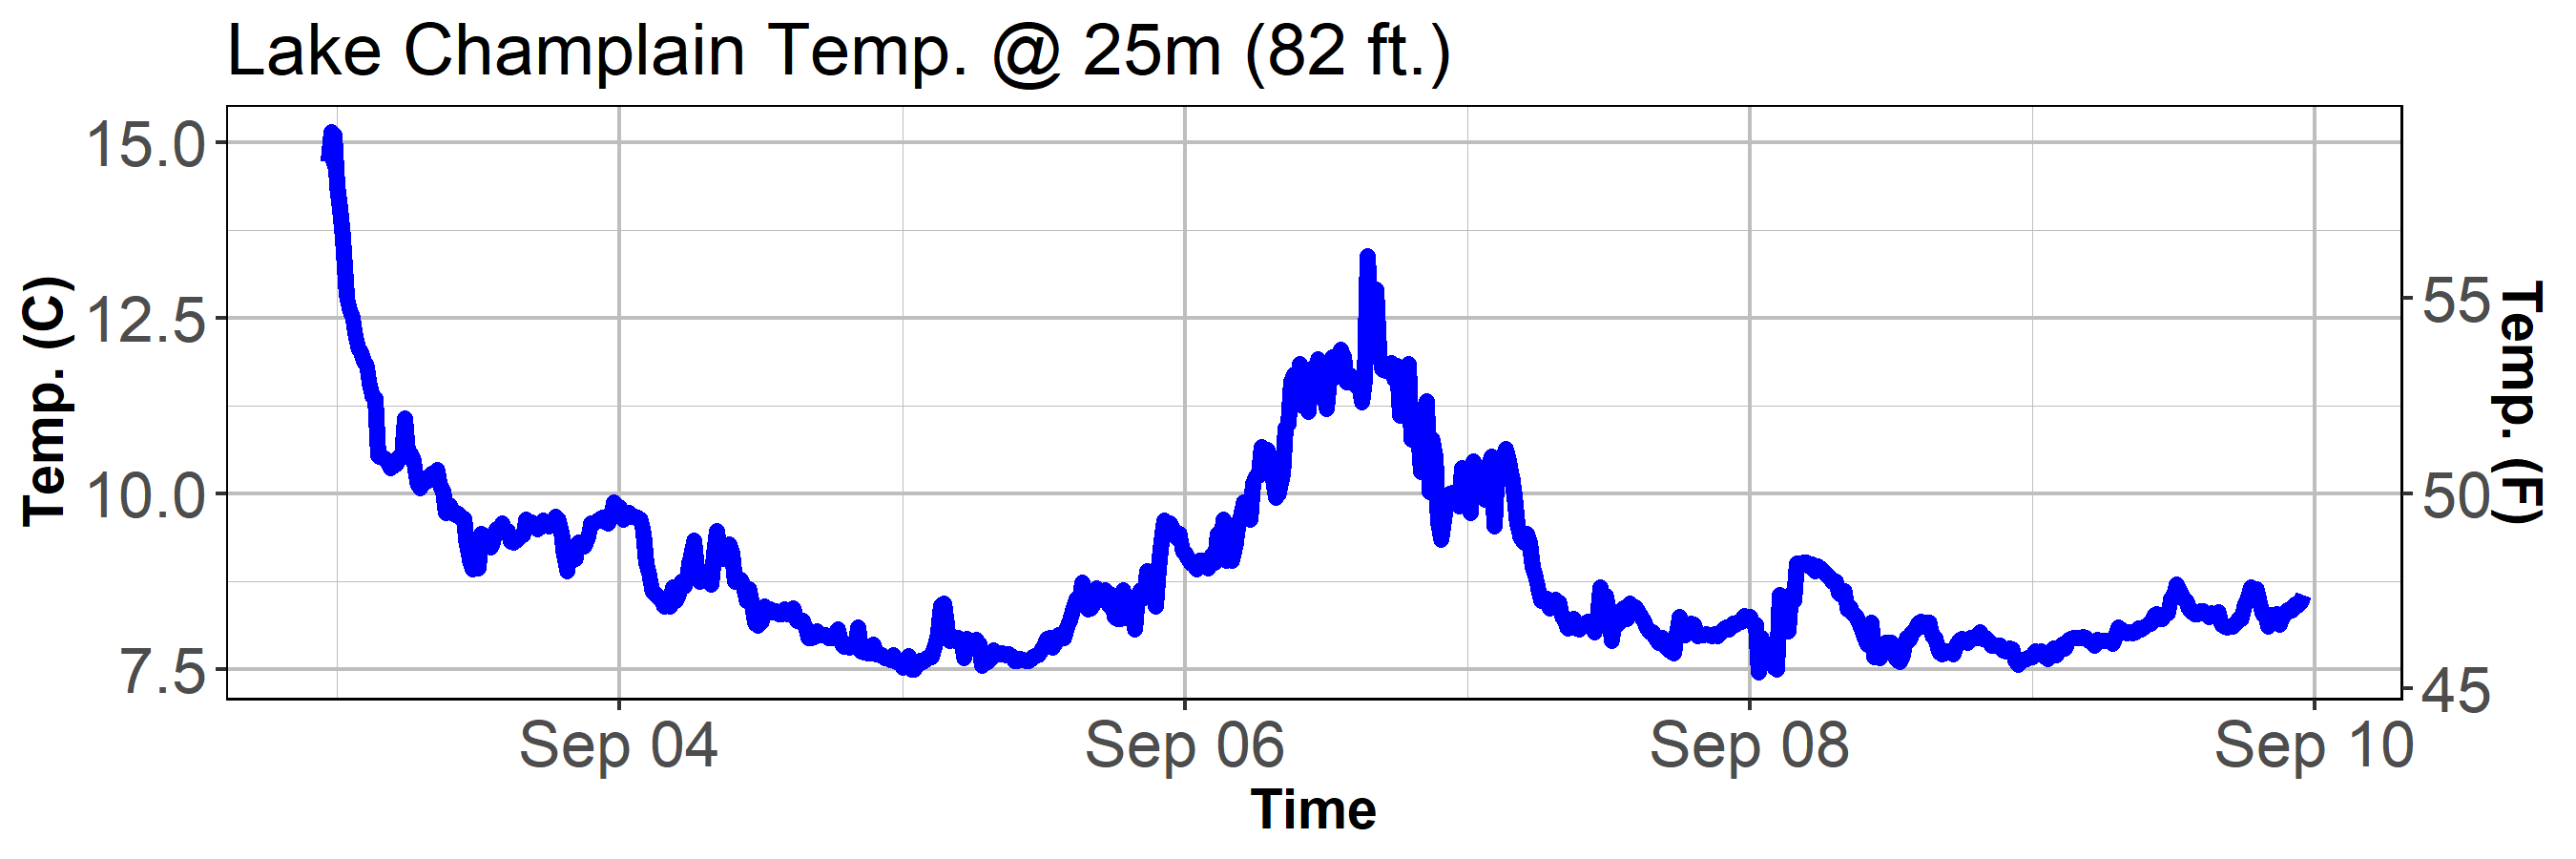 Lake Champlain Temp. @ 25m (82 ft.)
Temp. (C)
15.0
12.5
10.0
7.5
55
50
45
Temp. (F)
Sep 04 Sep 06 Sep 08 Sep 10
Time